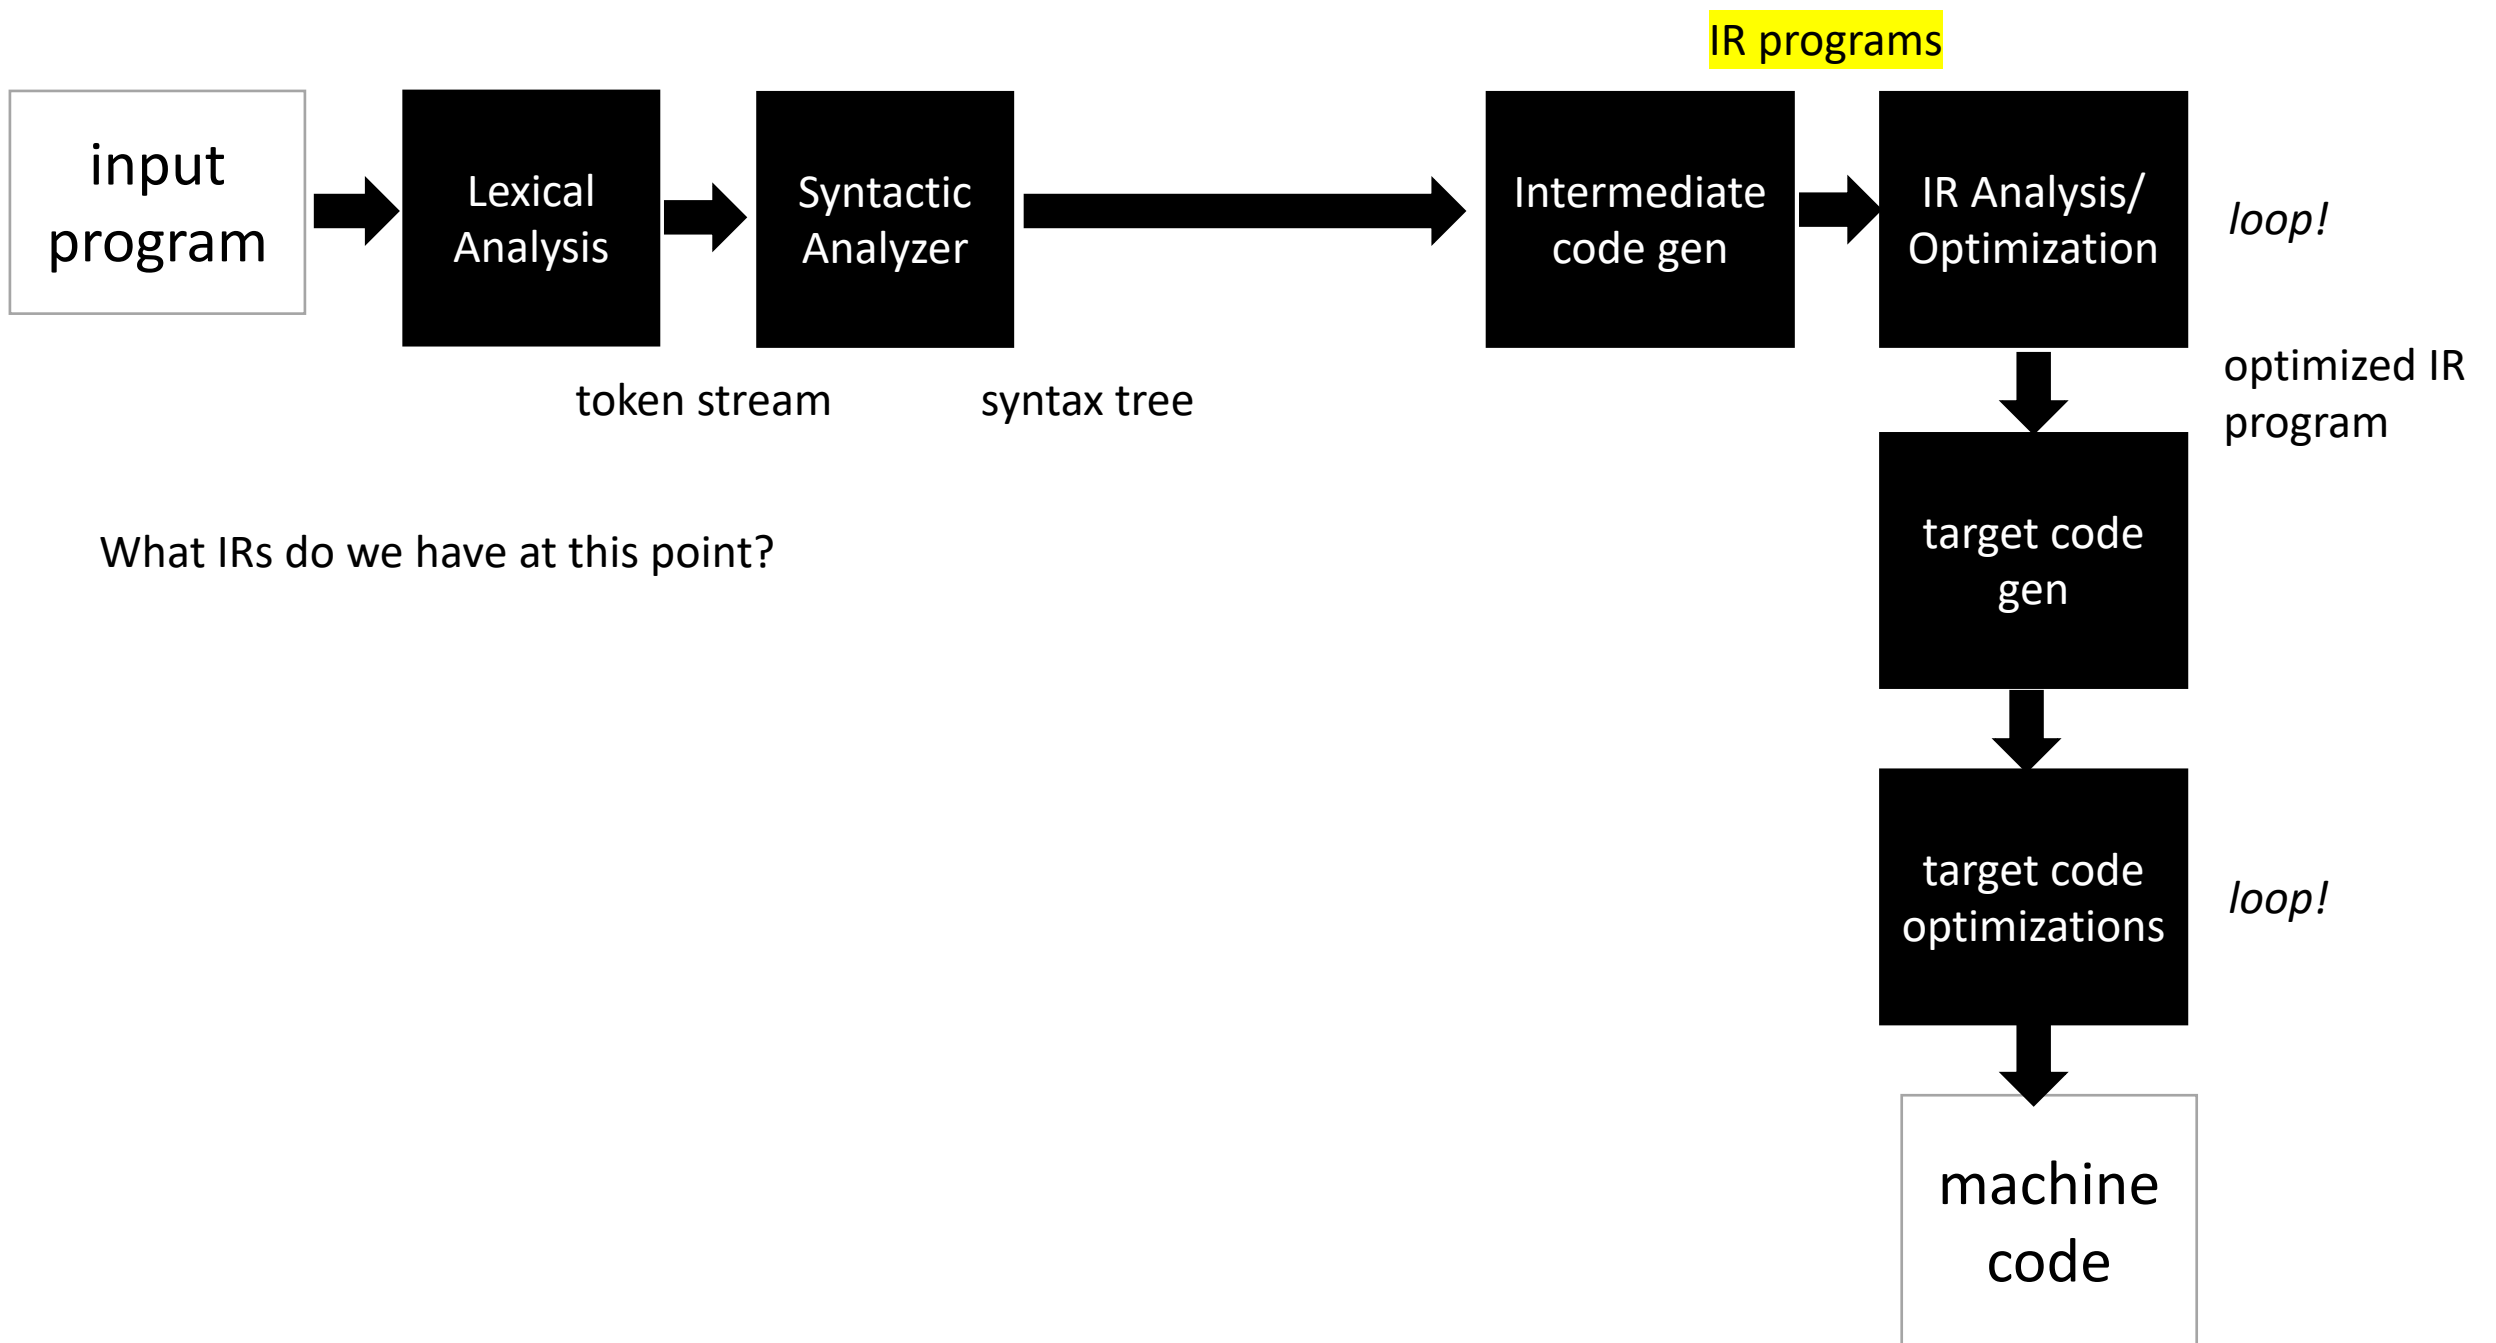 IR programs
input
program
Lexical
Analysis
Syntactic
Analyzer
Intermediate
code gen
IR Analysis/
Optimization
loop!
token stream
syntax tree
optimized IR
program
What IRs do we have at this point?
target code
gen
target code
optimizations
loop!
machine
code